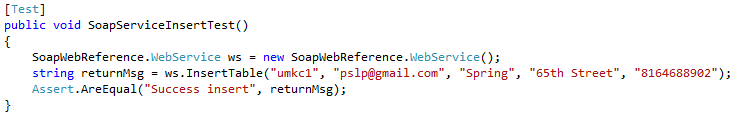 [Test]
public void SoapServiceInsertTest()
{
SoapWebReference.WebService ws = new SoapWebReference.WebService();
string returnMsg = ws.InsertTable("umkc1", "pslp@gmail.com", "Spring", "65th Street", "8164688902");
Assert.AreEqual("Success insert", returnMsg);
}